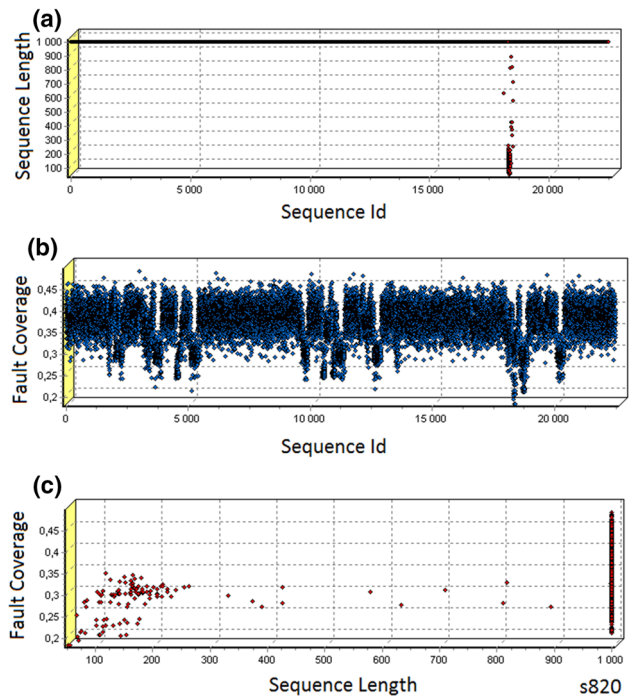 (a)
Sequence Length
1 000
900
800
700
600
500
400
300
200
100
0 5 000 10 000 15 000 20 000
Sequence Id
(b)
Fault Coverage
0,45
0,4
0,35
0,3
0,25
0,2
0 5 000 10 000 15 000 20 000
Sequence Id
(c)
Fault Coverage
0,45
0,4
0,35
0,3
0,25
0,2
100 200 300 400 500 600 700 800 900 1 000
Sequence Length s820